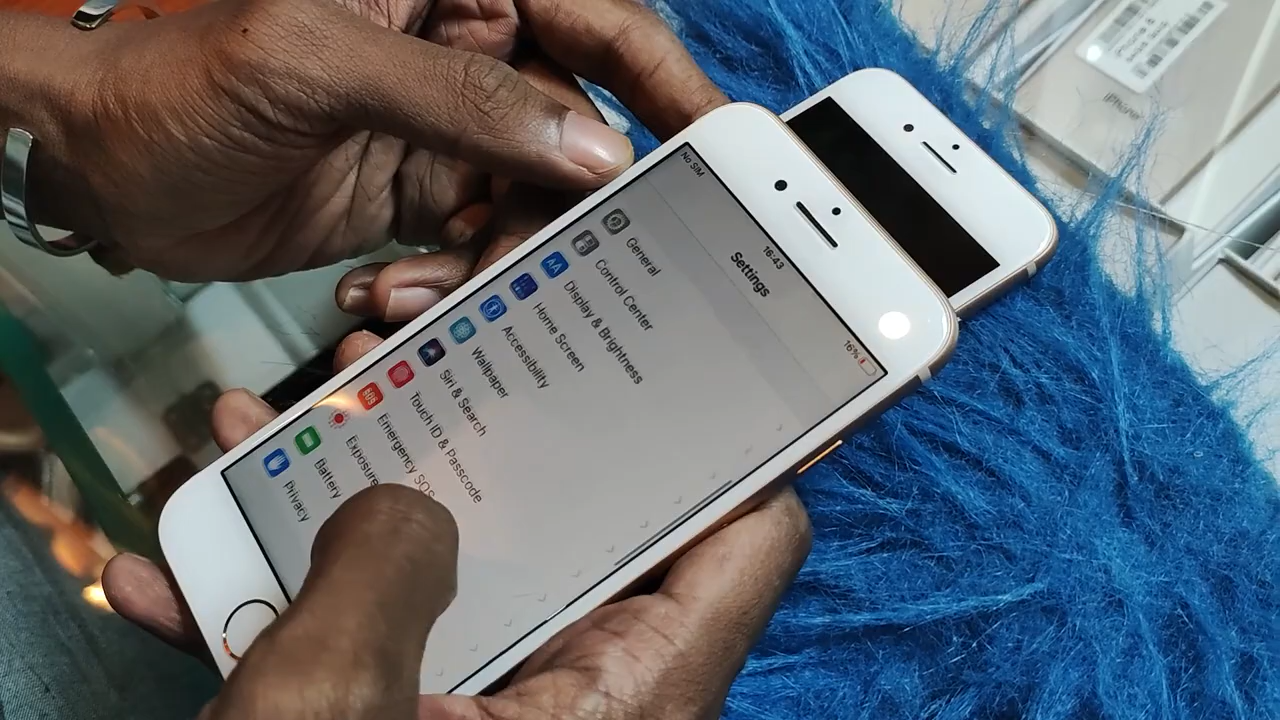 No SIM
16:43
16%
Settings
General
Control Center
Display & Brightness
Home Screen
Accessibility
Wallpaper
Siri & Search
Touch ID & Passcode
Emergency SOS
Exposure
Battery
Privacy
iPhone